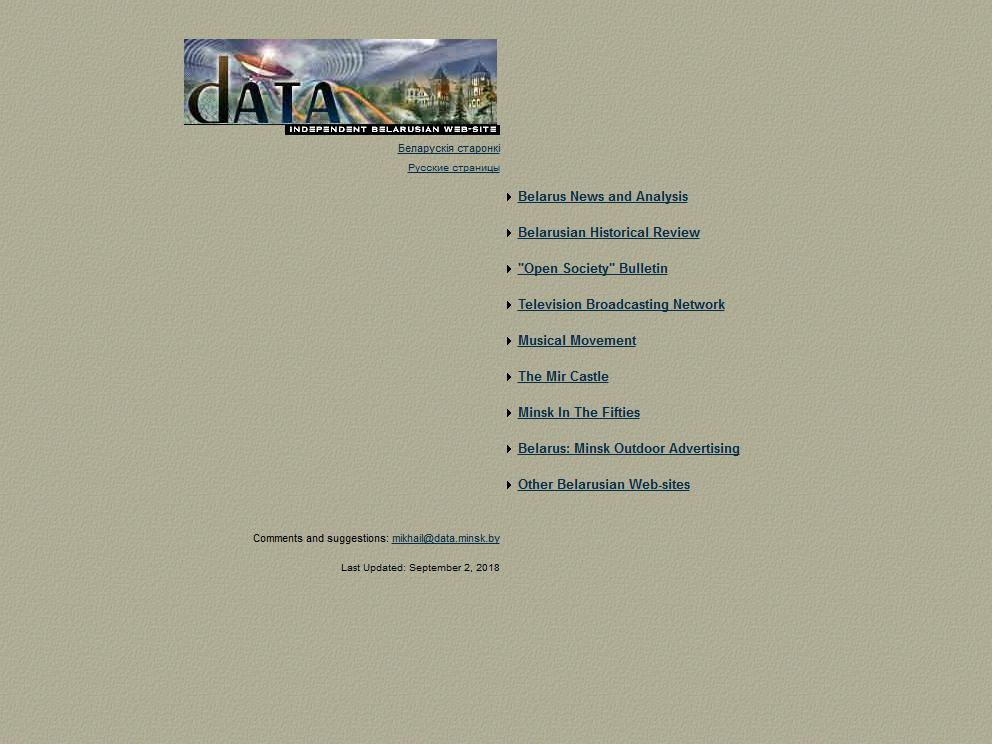 dATA
INDEPENDENT BELARUSIAN WEB-SITE
Беларускія старонкі
Русские страницы
Belarus News and Analysis
Belarusian Historical Review
"Open Society" Bulletin
Television Broadcasting Network
Musical Movement
The Mir Castle
Minsk In The Fifties
Belarus: Minsk Outdoor Advertising
Other Belarusian Web-sites
Comments and suggestions: mikhail@data.minsk.by
Last Updated: September 2, 2018